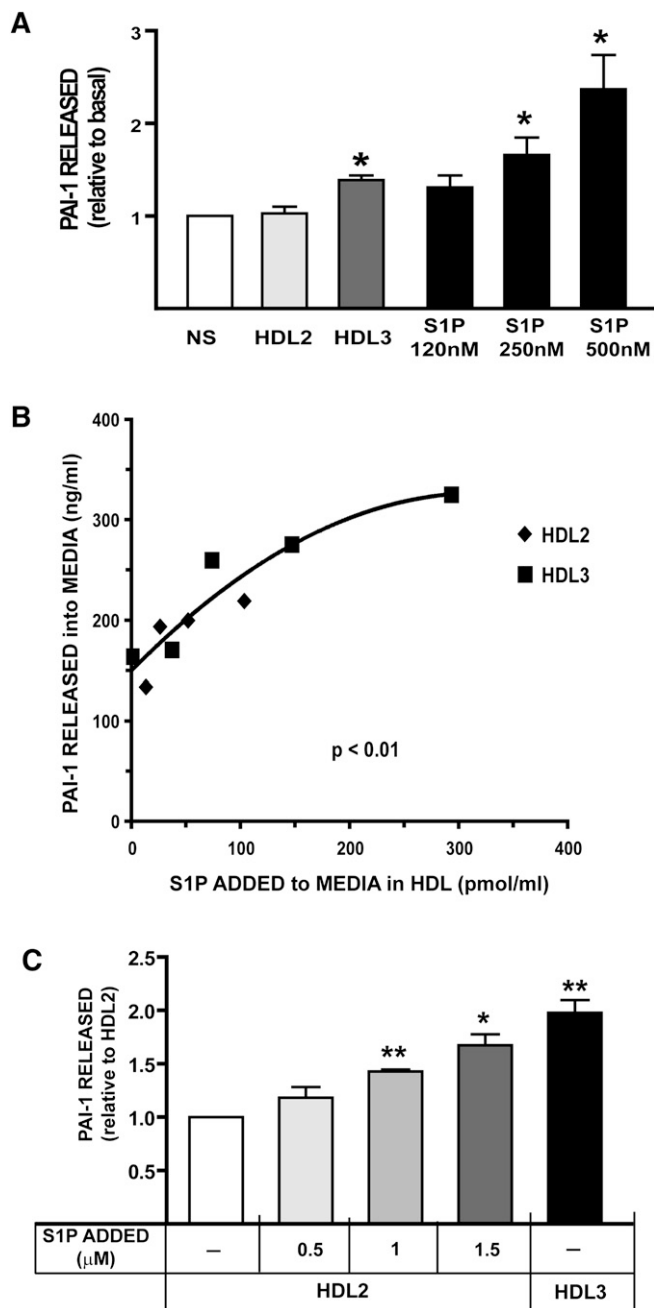 A
PAI-1 RELEASED
(relative to basal)
3
2
1
*
*
*
NS
HDL2
HDL3
S1P
120nM
S1P
250nM
S1P
500nM
B
PAI-1 RELEASED into MEDIA (ng/ml)
400
300
200
100
0
HDL2
HDL3
p < 0.01
0
100
200
300
400
S1P ADDED to MEDIA in HDL (pmol/ml)
C
PAI-1 RELEASED
(relative to HDL2)
2.5
2.0
1.5
1.0
0.5
**
*
**
S1P ADDED
(μM)
–
0.5
1
1.5
–
HDL2
HDL3